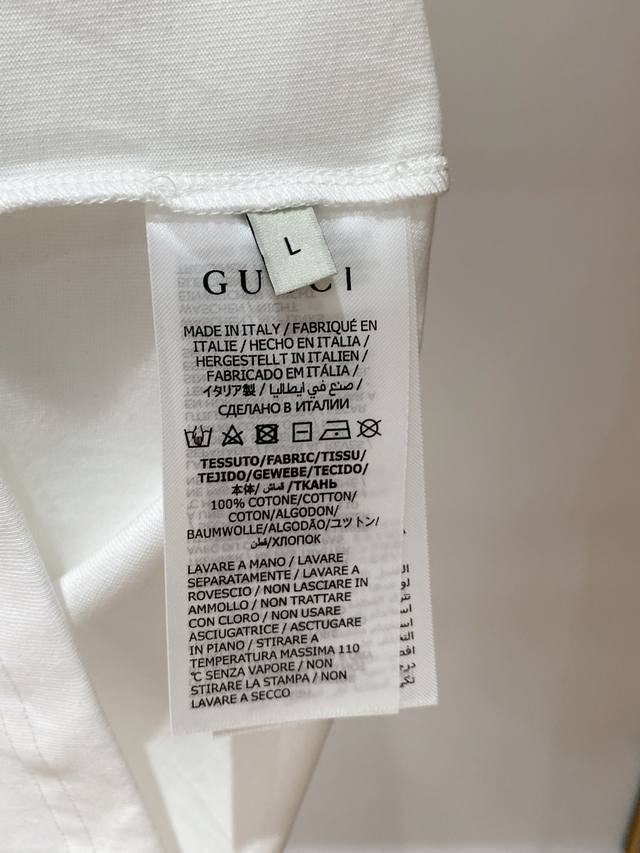 L
GUCCI
MADE IN ITALY / FABRIQUÉ EN
ITALIE / HECHO EN ITALIA /
HERGESTELLT IN ITALIEN /
FABRICADO EM ITÁLIA /
イタリア製 / صنع في ايطاليا /
СДЕЛАНО В ИТАЛИИ
TESSUTO/FABRIC/TISSU/
TEJIDO/GEWEBE/TECIDO/
本体/ قماش /ТКАНЬ
100% COTONE/COTTON/
COTON/ALGODON/
BAUMWOLLE/ALGODÃO/ユットン/
قطن/ХЛОПОК
LAVARE A MANO / LAVARE
SEPARATAMENTE / LAVARE A
ROVESCIO / NON LASCIARE IN
AMMOLLO / NON TRATTARE
CON CLORO / NON USARE
ASCIUGATRICE / ASCTUGARE
IN PIANO / STIRARE A
TEMPERATURA MASSIMA 110
℃ SENZA VAPORE / NON
STIRARE LA STAMPA / NON
LAVARE A SECCO